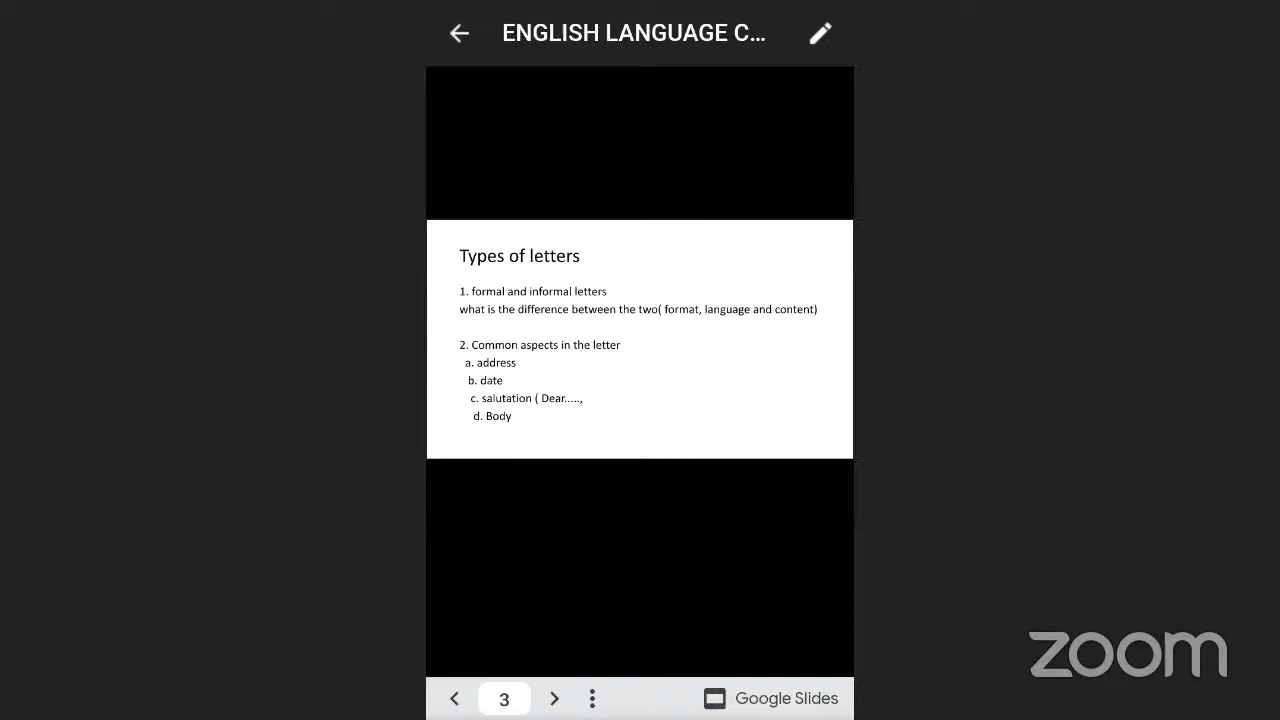 ENGLISH LANGUAGE C...
Types of letters
1. formal and informal letters
what is the difference between the two( format, language and content)
2. Common aspects in the letter
a. address
b. date
c. salutation ( Dear.....,
d. Body
3
Google Slides
zoom